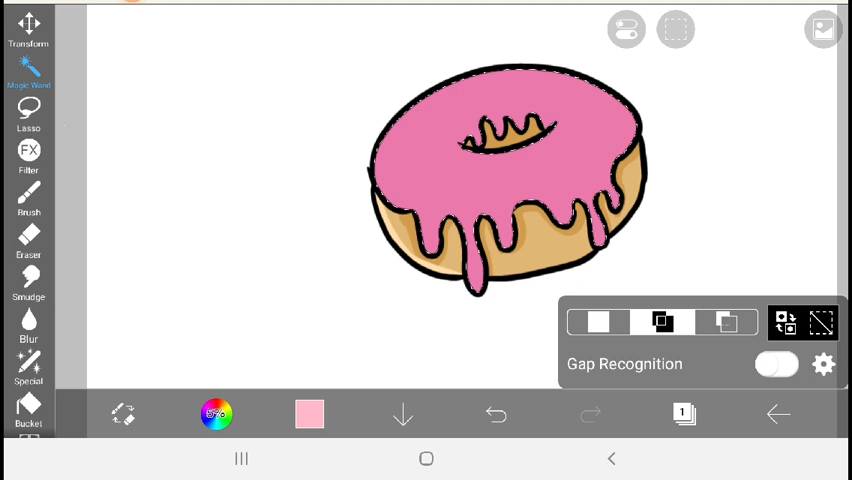 Transform
Magic Wand
Lasso
FX
Filter
Brush
Eraser
Smudge
Blur
Special
Bucket
Gap Recognition
5%
1